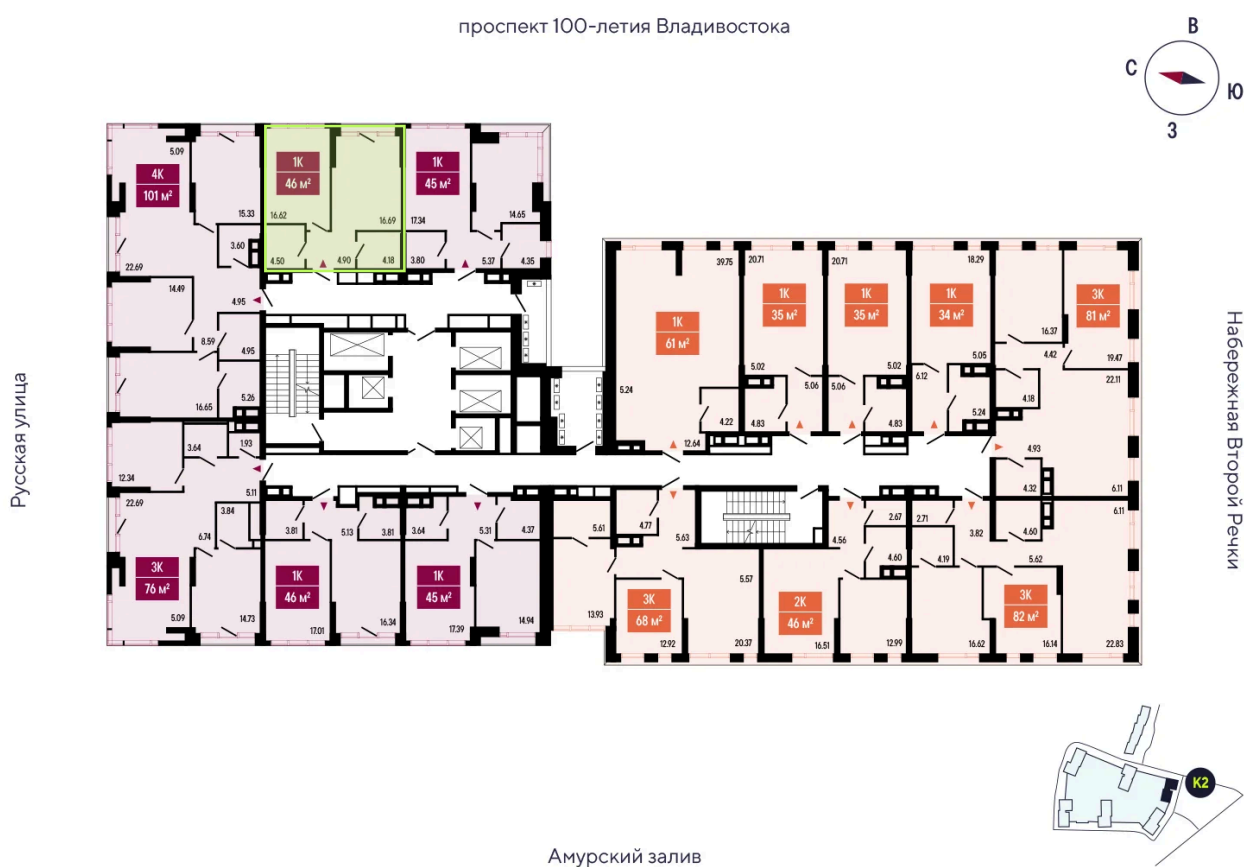 проспект 100-летия Владивостока
В
С
Ю
З
Русская улица
Набережная Второй Речки
Амурский залив
К2
4К
101 м²
5.09
15.33
3.60
22.69
14.49
4.95
8.59
4.95
16.65
5.26
1К
46 м²
16.62
16.69
4.50
4.90
4.18
1К
45 м²
17.34
14.65
3.80
5.37
4.35
3.64
1.93
12.34
22.69
5.11
3.84
6.74
3К
76 м²
5.09
14.73
3.81
5.13
3.81
1К
46 м²
17.01
16.34
3.64
5.31
4.37
1К
45 м²
17.39
14.94
39.75
1К
61 м²
5.24
4.22
12.64
20.71
1К
35 м²
5.02
5.06
4.83
20.71
1К
35 м²
5.02
5.06
4.83
18.29
1К
34 м²
5.05
6.12
5.24
3К
81 м²
16.37
4.42
19.47
22.11
4.18
4.93
4.32
6.11
5.61
4.77
5.63
5.57
3К
68 м²
13.93
12.92
20.37
2.67
4.56
4.60
2К
46 м²
16.51
12.99
2.71
3.82
4.60
6.11
4.19
5.62
3К
82 м²
16.62
16.14
22.83